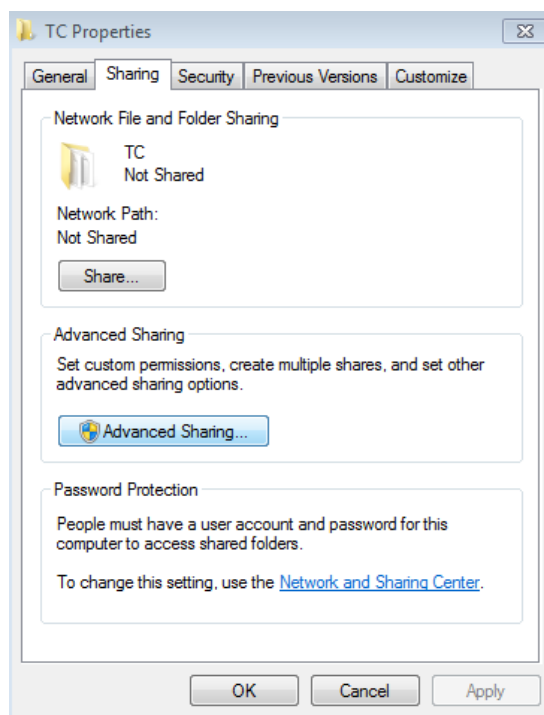 TC Properties
General Sharing Security Previous Versions Customize
Network File and Folder Sharing
TC
Not Shared
Network Path:
Not Shared
Share...
Advanced Sharing
Set custom permissions, create multiple shares, and set other
advanced sharing options.
Advanced Sharing...
Password Protection
People must have a user account and password for this
computer to access shared folders.
To change this setting, use the Network and Sharing Center.
OK Cancel Apply